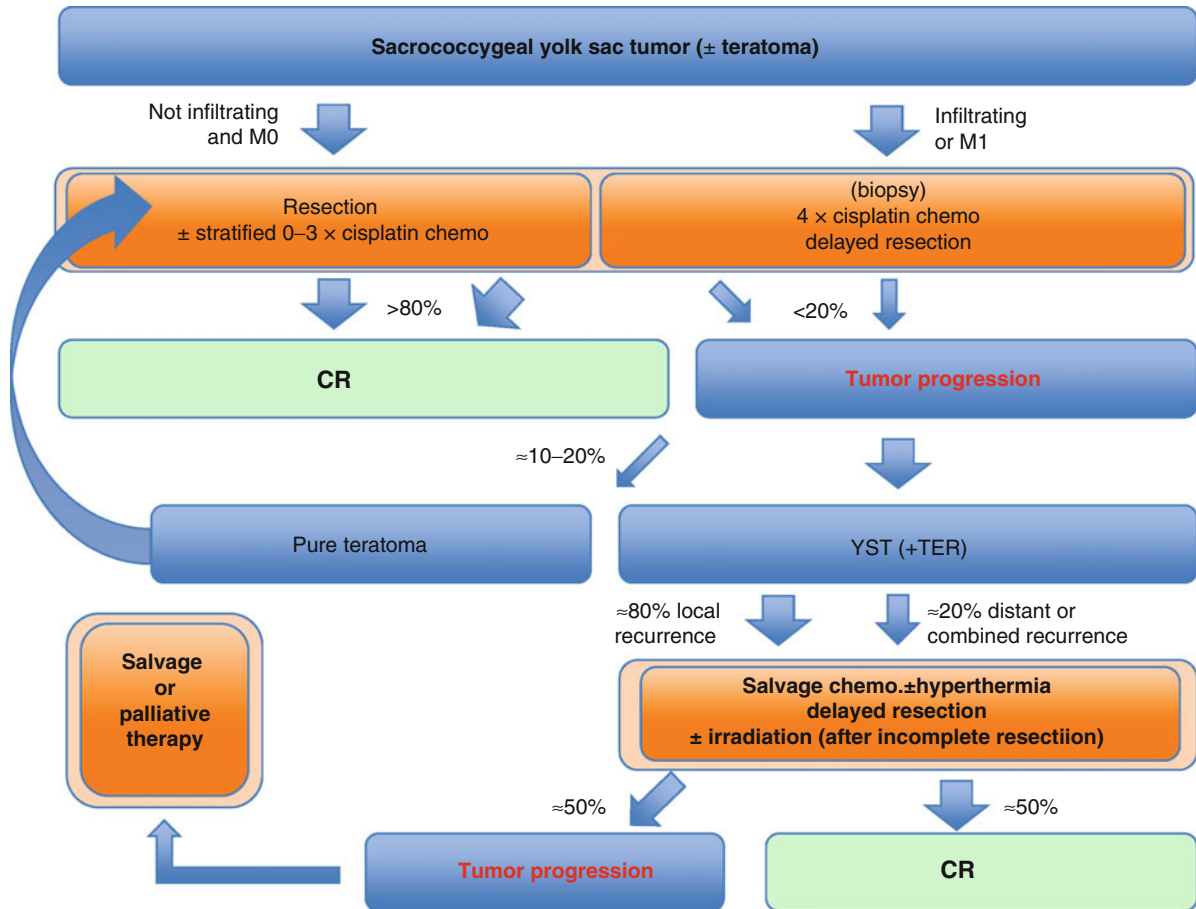 Sacrococcygeal yolk sac tumor (± teratoma)
Not infiltrating
and M0
Infiltrating
or M1
Resection
± stratified 0–3 × cisplatin chemo
(biopsy)
4 × cisplatin chemo
delayed resection
>80%
<20%
CR
Tumor progression
≈10–20%
Pure teratoma
YST (+TER)
≈80% local
recurrence
≈20% distant or
combined recurrence
Salvage
or
palliative
therapy
Salvage chemo.±hyperthermia
delayed resection
± irradiation (after incomplete resectiion)
≈50%
≈50%
Tumor progression
CR